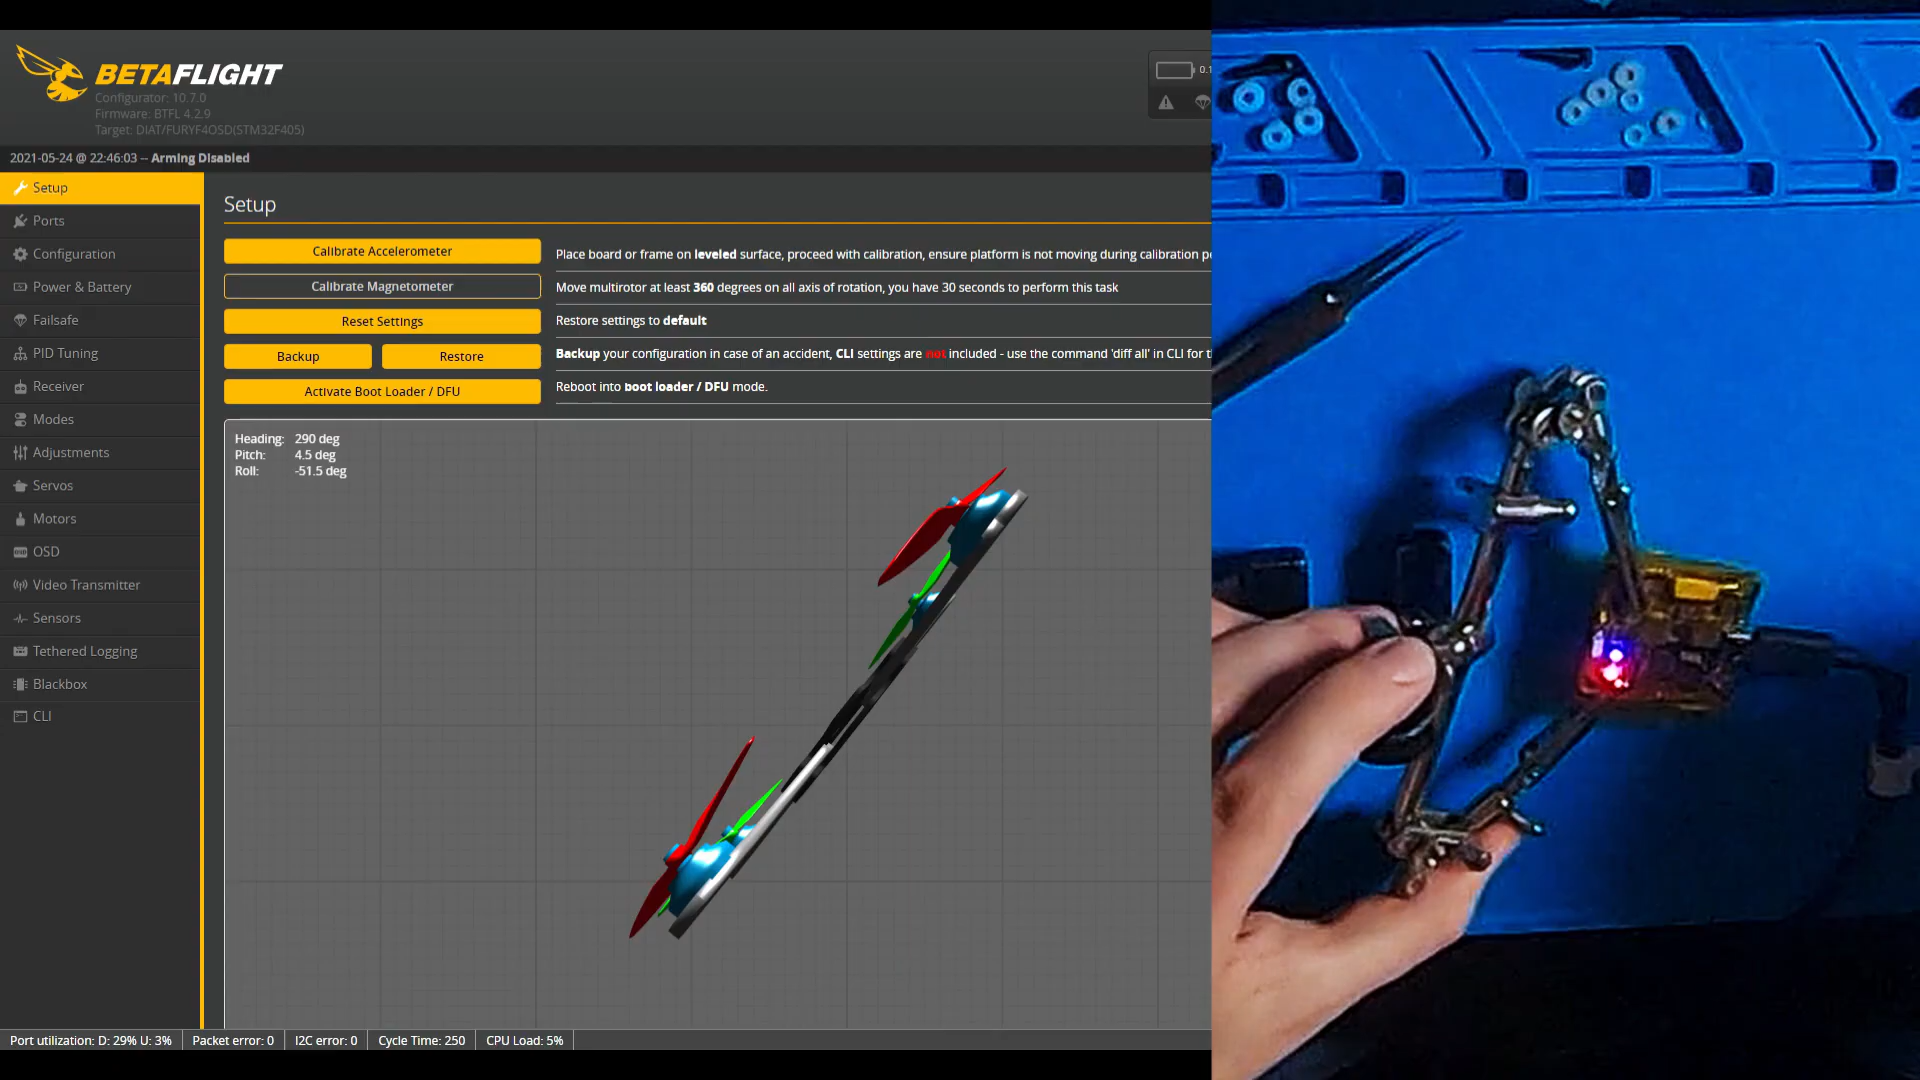 BETAFLIGHT
Configurator: 10.7.0
Firmware: BTFL 4.2.9
Target: DIAT/FURYF4OSD(STM32F405)
0.1
2021-05-24 @ 22:46:03 -- Arming Disabled
Setup
Ports
Configuration
Power & Battery
Failsafe
PID Tuning
Receiver
Modes
Adjustments
Servos
Motors
OSD
Video Transmitter
Sensors
Tethered Logging
Blackbox
CLI
Setup
Calibrate Accelerometer
Place board or frame on leveled surface, proceed with calibration, ensure platform is not moving during calibration
Calibrate Magnetometer
Move multirotor at least 360 degrees on all axis of rotation, you have 30 seconds to perform this task
Reset Settings
Restore settings to default
Backup
Restore
Backup your configuration in case of an accident, CLI settings are not included - use the command 'diff all' in CLI for
Activate Boot Loader / DFU
Reboot into boot loader / DFU mode.
Heading: 290 deg
Pitch: 4.5 deg
Roll: -51.5 deg
Port utilization: D: 29% U: 3%
Packet error: 0
I2C error: 0
Cycle Time: 250
CPU Load: 5%